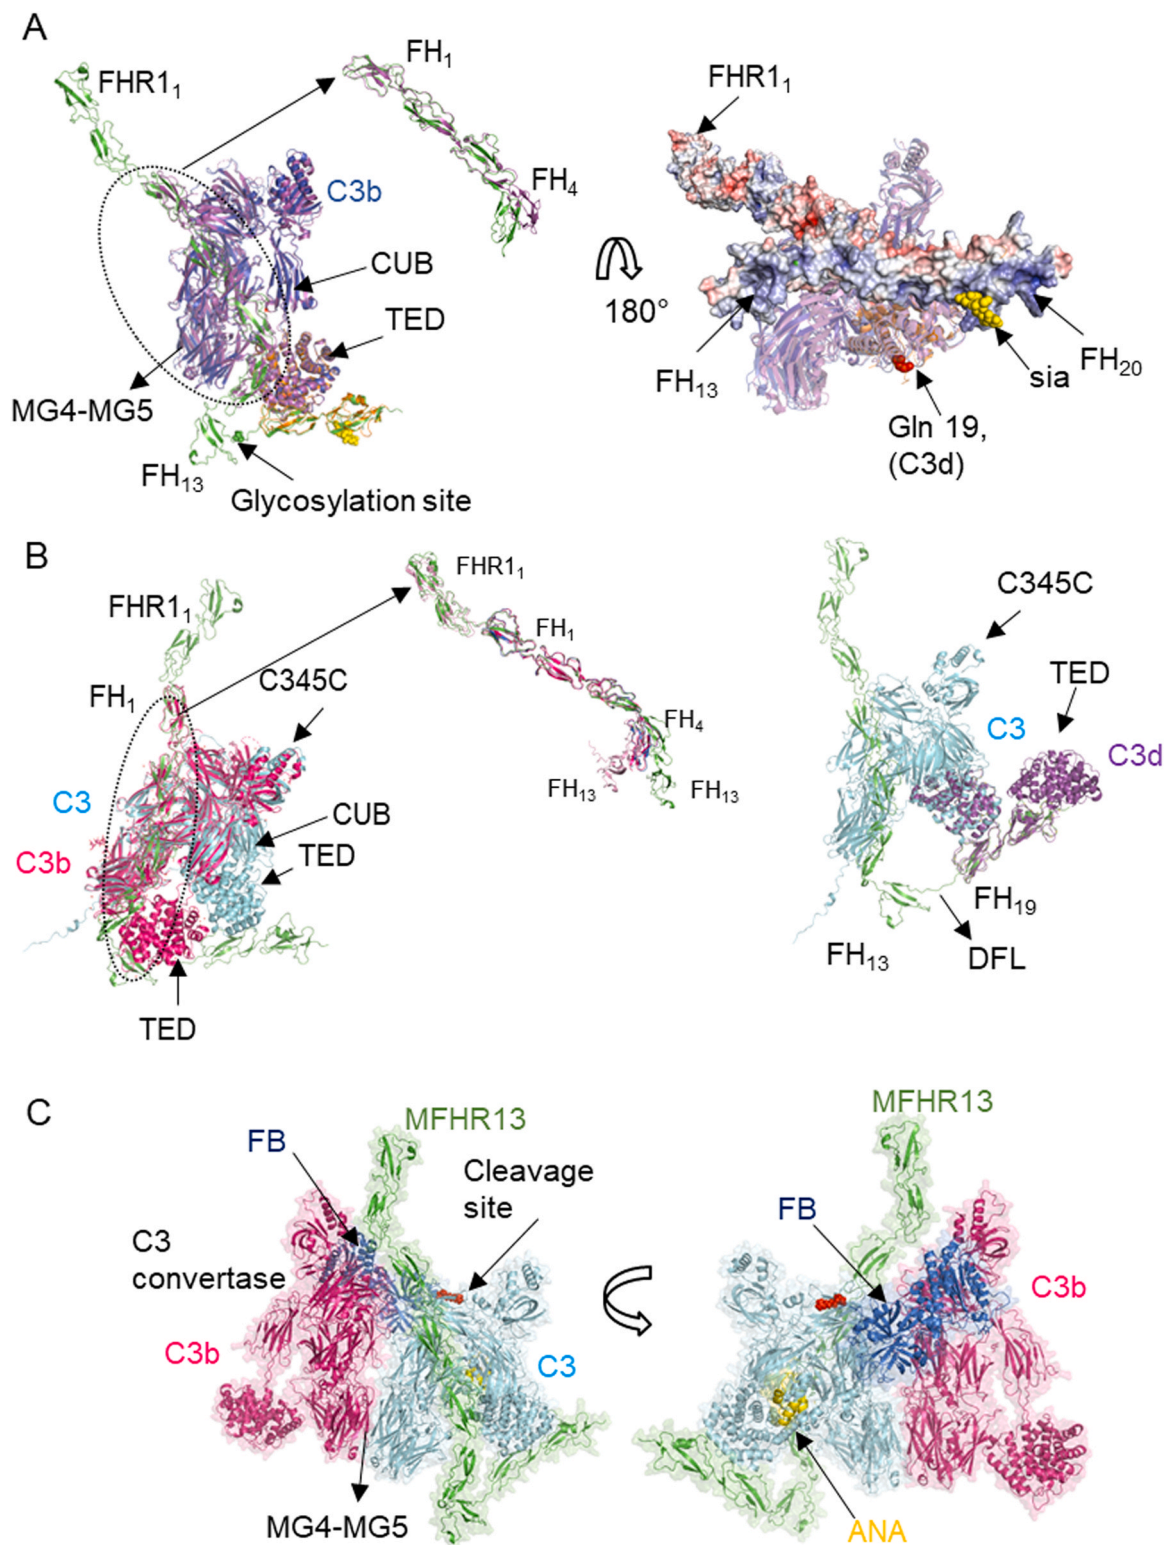 A
FHR1₁
FH₁
FH₄
C3b
CUB
TED
MG4-MG5
FH₁₃
Glycosylation site
FHR1₁
180°
FH₁₃
FH₂₀
sia
Gln 19,
(C3d)
B
FHR1₁
FH₁
C345C
C3
C3b
CUB
TED
TED
FHR1₁
FH₁
FH₄
FH₁₃
FH₁₃
C345C
TED
C3
C3d
FH₁₉
FH₁₃
DFL
C
MFHR13
FB
Cleavage
site
C3
convertase
C3b
C3
MG4-MG5
MFHR13
FB
C3b
ANA